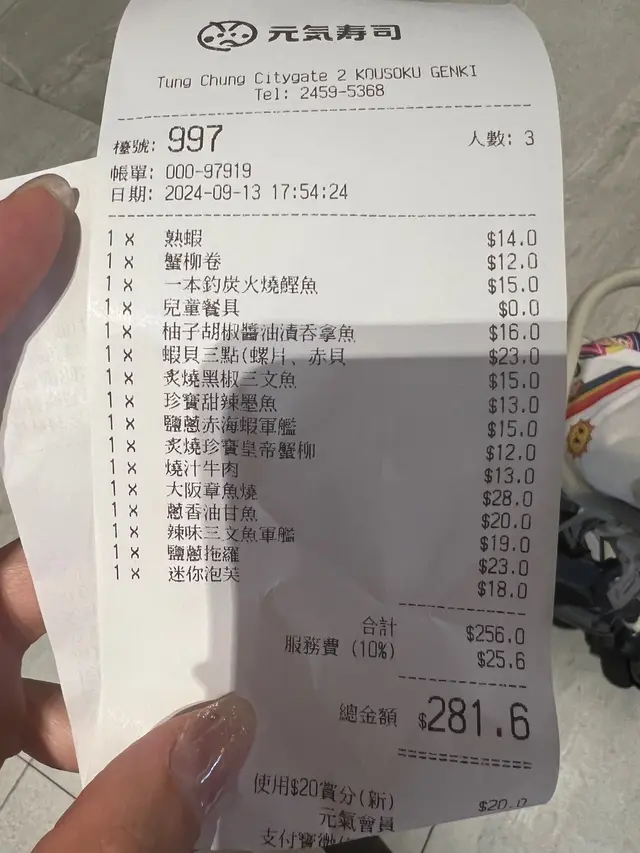 元気寿司
Tung Chung Citygate 2 KOUSOKU GENKI
Tel: 2459-5368
檯號: 997 人數: 3
帳單: 000-97919
日期: 2024-09-13 17:54:24
1 x 熟蝦 $14.0
1 x 蟹柳卷 $12.0
1 x 一本釣炭火燒鰹魚 $15.0
1 x 兒童餐具 $0.0
1 x 柚子胡椒醬油漬吞拿魚 $16.0
1 x 蝦貝三點(螺片、赤貝 $23.0
1 x 炙燒黑椒三文魚 $15.0
1 x 珍寶甜辣墨魚 $13.0
1 x 鹽蔥赤海蝦軍艦 $15.0
1 x 炙燒珍寶皇帝蟹柳 $12.0
1 x 燒汁牛肉 $13.0
1 x 大阪章魚燒 $28.0
1 x 蔥香油甘魚 $20.0
1 x 辣味三文魚軍艦 $19.0
1 x 鹽蔥拖羅 $23.0
1 x 迷你泡芙 $18.0
合計 $256.0
服務費 (10%) $25.6
總金額 $281.6
使用$20賞分(新) $20.0
元氣會員
支付寶